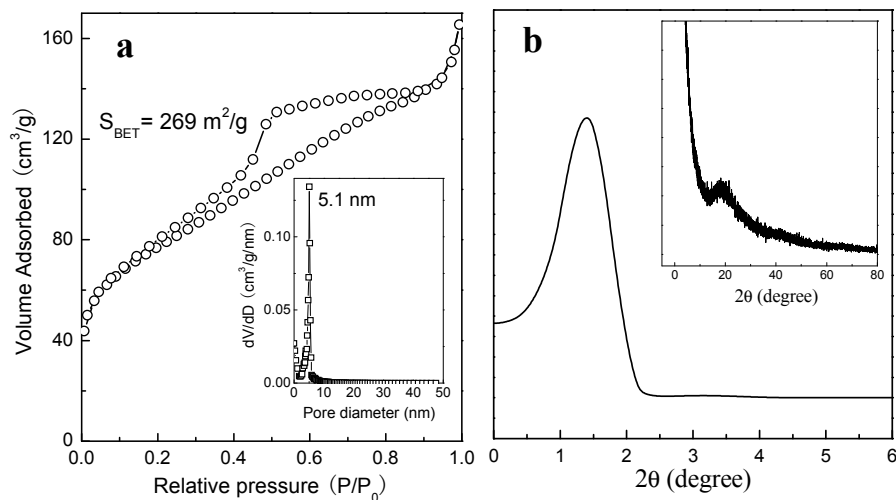 a
S_BET = 269 m²/g
Volume Adsorbed (cm³/g)
160
120
80
40
0
0.0 0.2 0.4 0.6 0.8 1.0
Relative pressure (P/P₀)
5.1 nm
dV/dD (cm³/g/nm)
0.10
0.05
0.00
0 10 20 30 40 50
Pore diameter (nm)
b
0 1 2 3 4 5 6
2θ (degree)
0 20 40 60 80
2θ (degree)